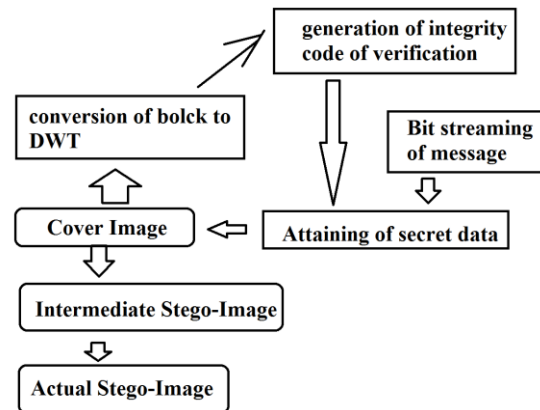 generation of integrity
code of verification
conversion of bolck to
DWT
Bit streaming
of message
Cover Image
Attaining of secret data
Intermediate Stego-Image
Actual Stego-Image